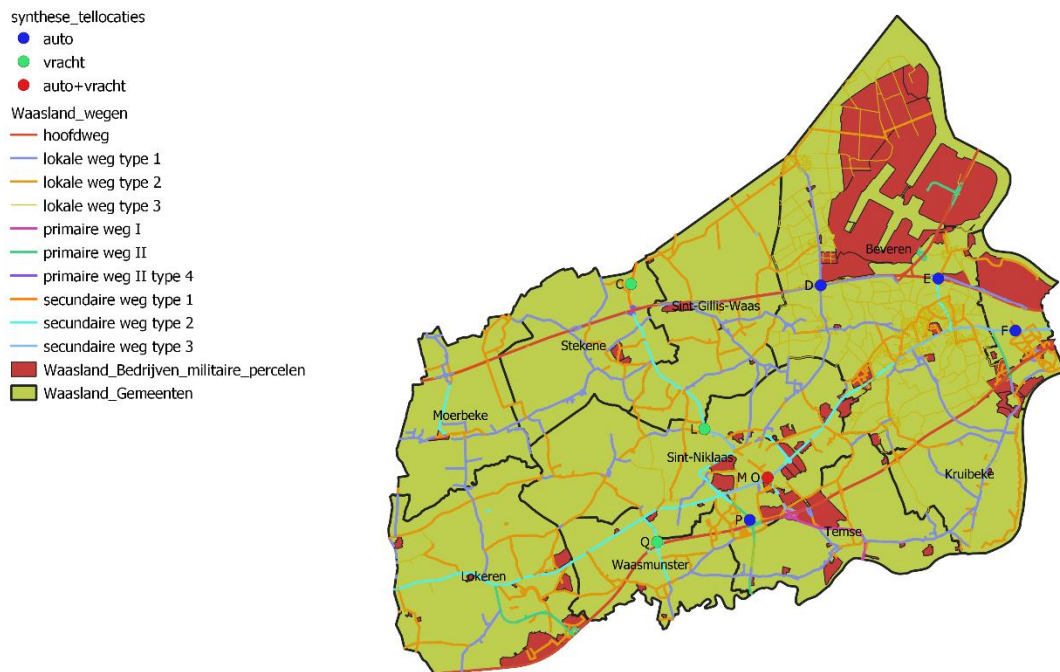 synthese_tellocaties
auto
vracht
auto+vracht
Waasland_wegen
hoofdweg
lokale weg type 1
lokale weg type 2
lokale weg type 3
primaire weg I
primaire weg II
primaire weg II type 4
secundaire weg type 1
secundaire weg type 2
secundaire weg type 3
Waasland_Bedrijven_militaire_percelen
Waasland_Gemeenten
Beveren
C
D
E
Sint-Gillis-Waas
F
Stekene
Moerbeke
L
Sint-Niklaas
M O
Kruibeke
P
Temse
Q
Waasmunster
Lokeren